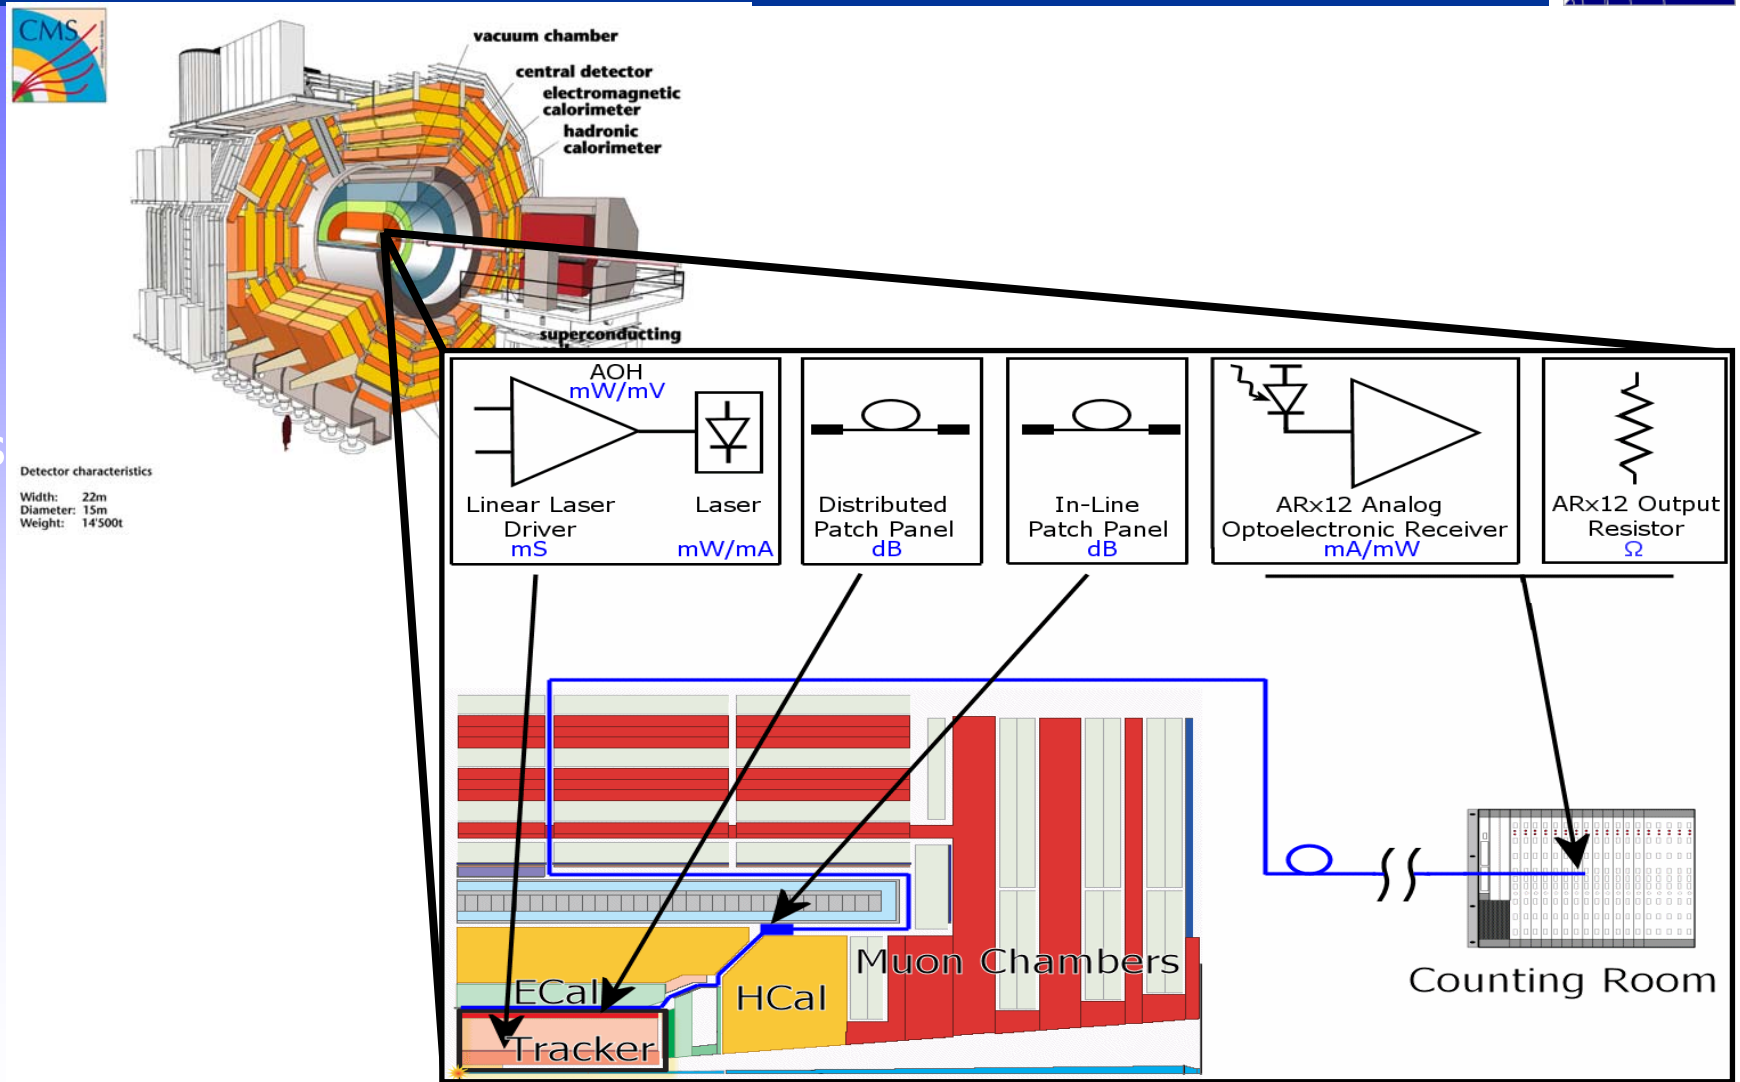 CMS
vacuum chamber
central detector
electromagnetic
calorimeter
hadronic
calorimeter
superconducting
Detector characteristics
Width: 22m
Diameter: 15m
Weight: 14'500t
AOH
mW/mV
Linear Laser
Driver
mS
Laser
mW/mA
Distributed
Patch Panel
dB
In-Line
Patch Panel
dB
ARx12 Analog
Optoelectronic Receiver
mA/mW
ARx12 Output
Resistor
Ω
ECal
HCal
Muon Chambers
Tracker
Counting Room